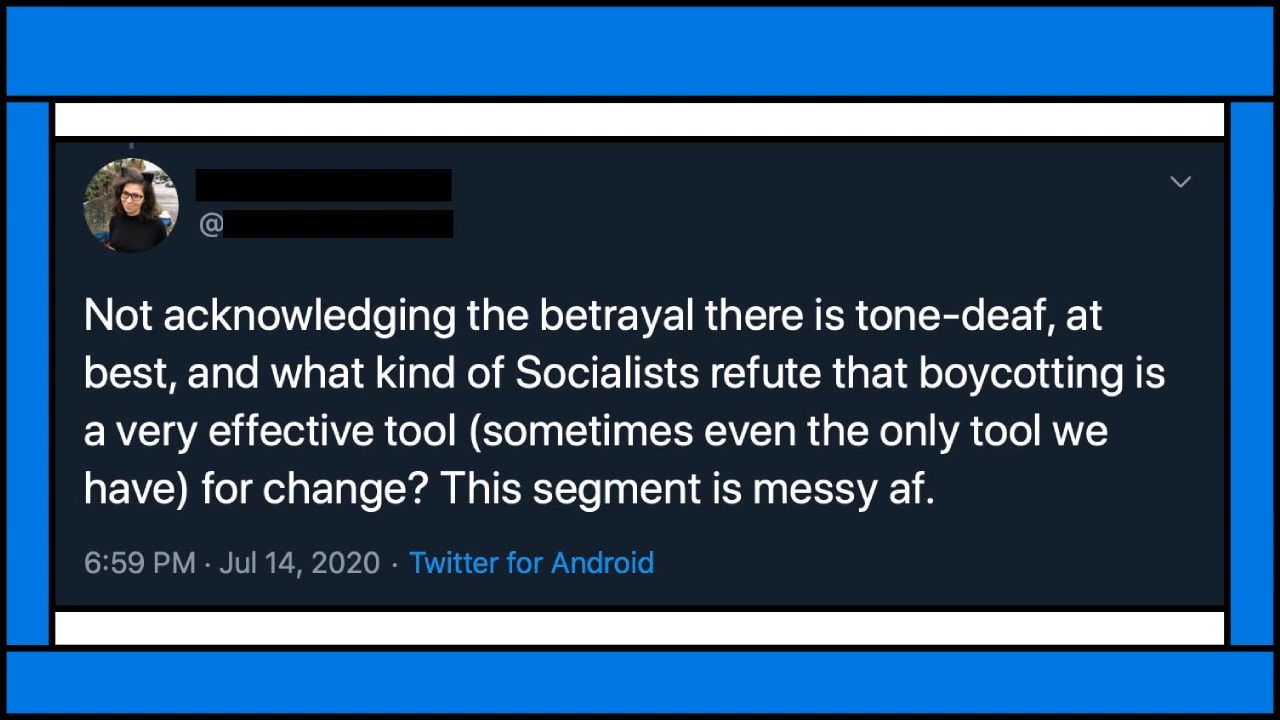 @
Not acknowledging the betrayal there is tone-deaf, at
best, and what kind of Socialists refute that boycotting is
a very effective tool (sometimes even the only tool we
have) for change? This segment is messy af.
6:59 PM · Jul 14, 2020 · Twitter for Android